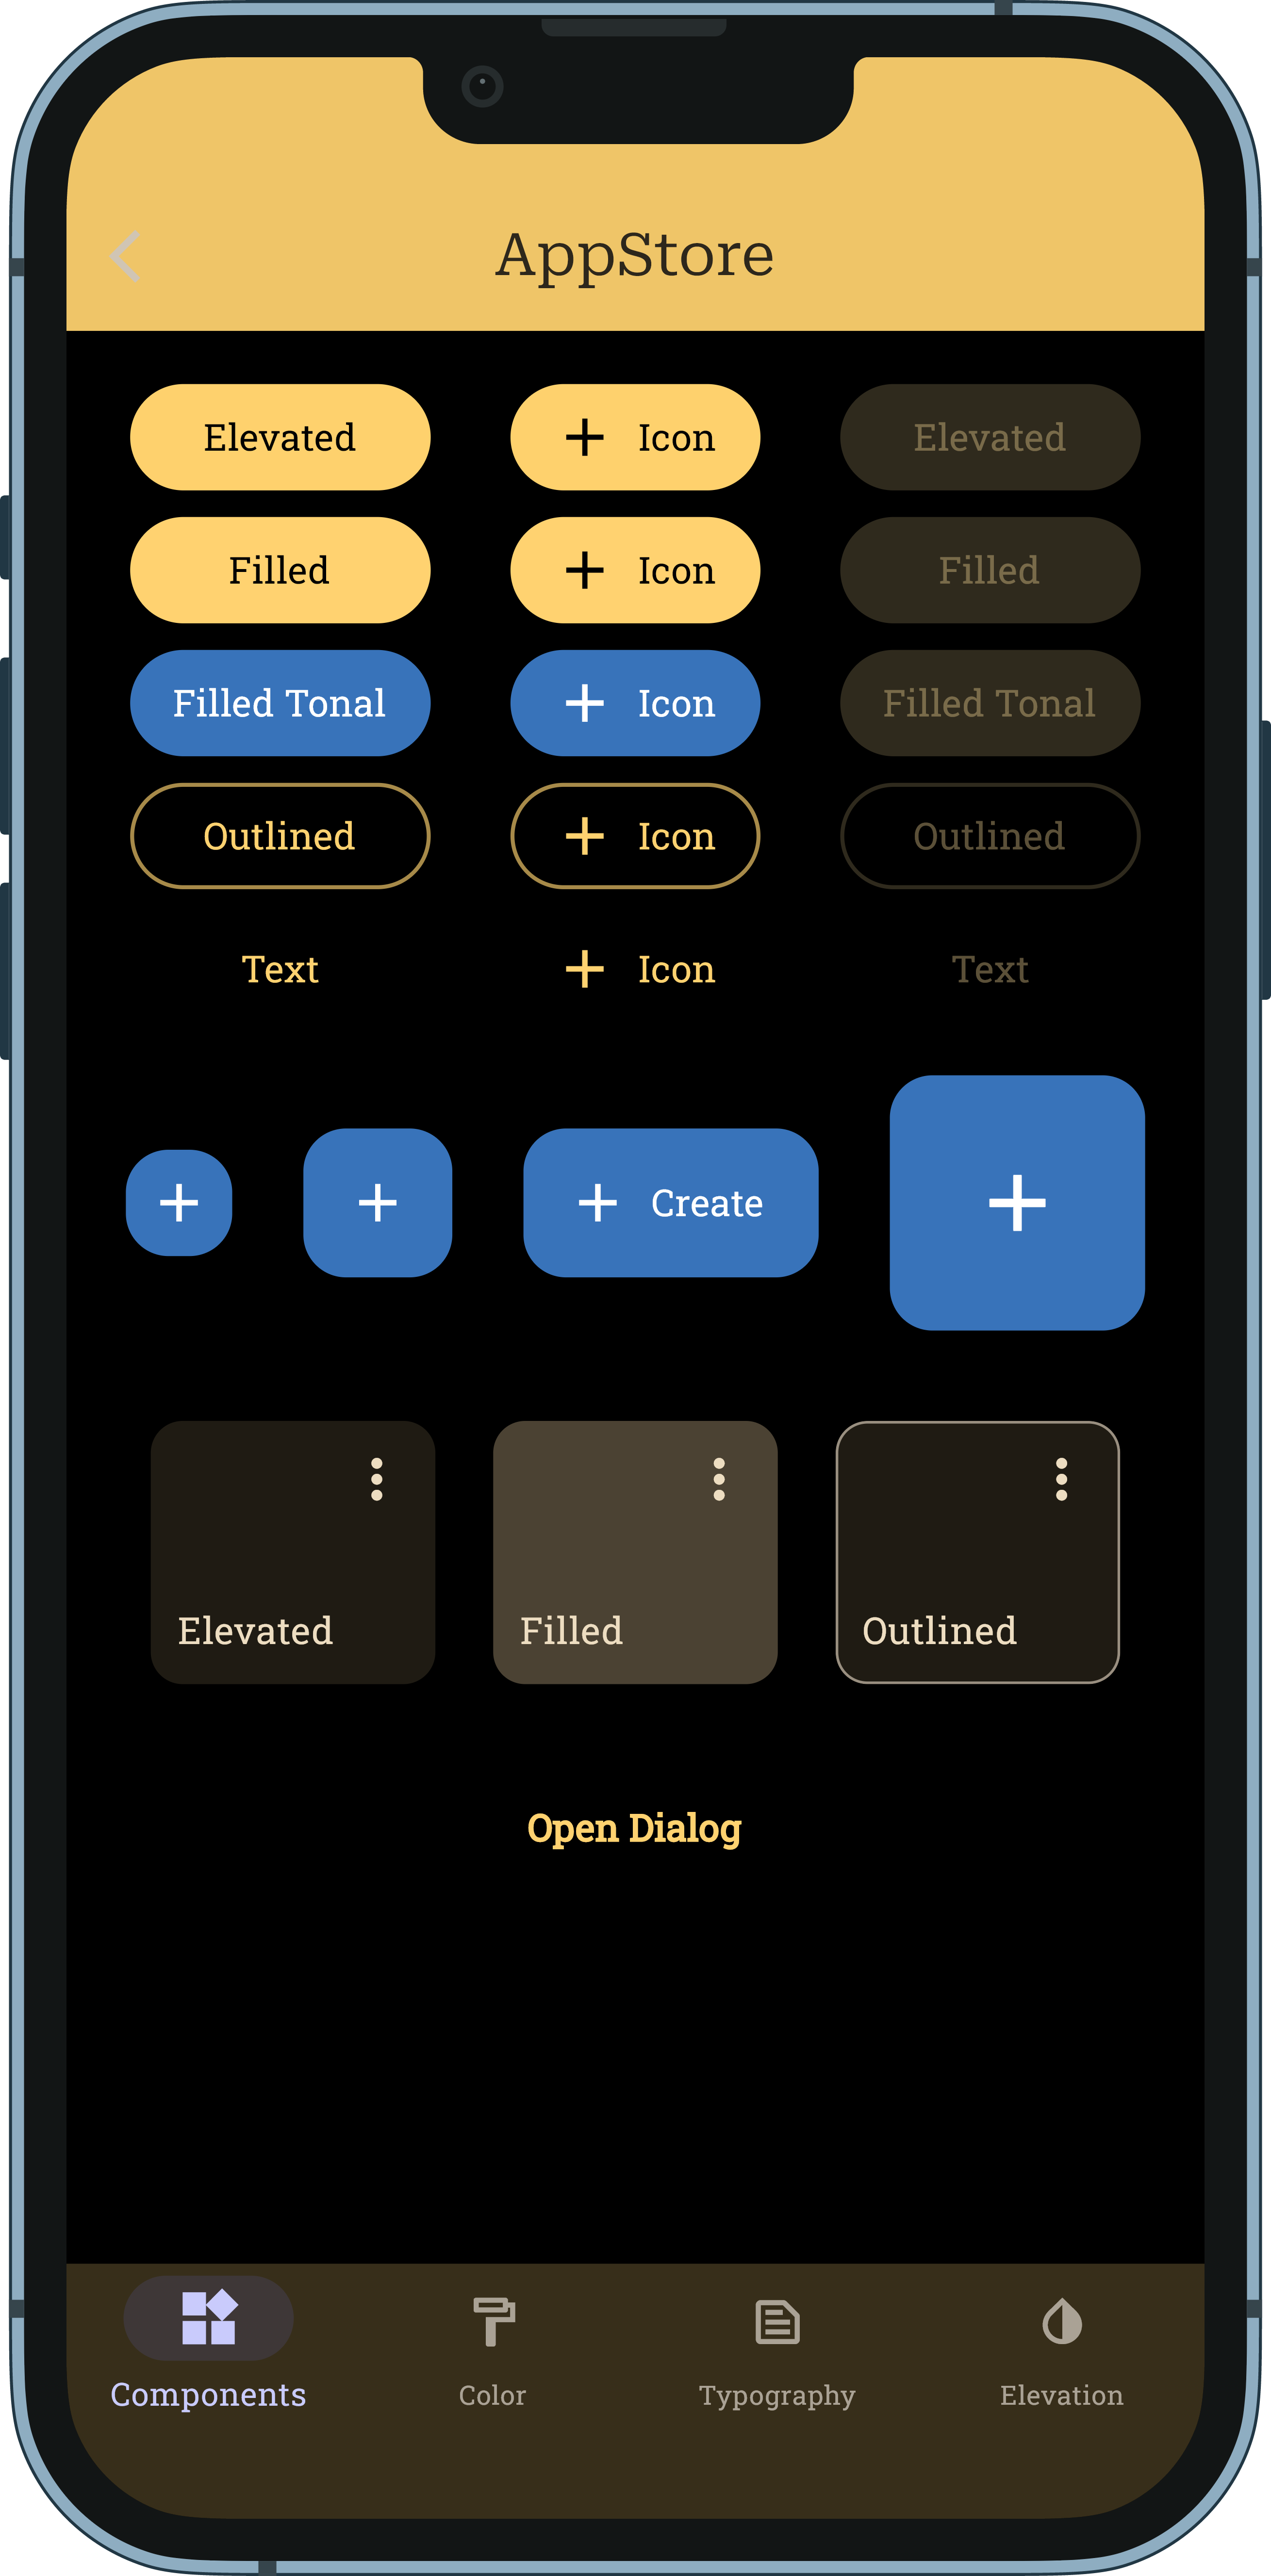 AppStore
Elevated Icon Elevated
Filled Icon Filled
Filled Tonal Icon Filled Tonal
Outlined Icon Outlined
Text Icon Text
Create
Elevated Filled Outlined
Open Dialog
Components Color Typography Elevation